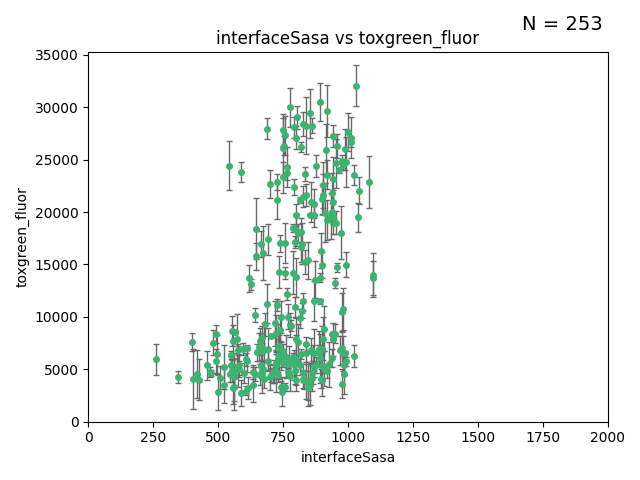 N = 253
interfaceSasa vs toxgreen_fluor
35000
30000
25000
20000
15000
10000
5000
0
toxgreen_fluor
0 250 500 750 1000 1250 1500 1750 2000
interfaceSasa